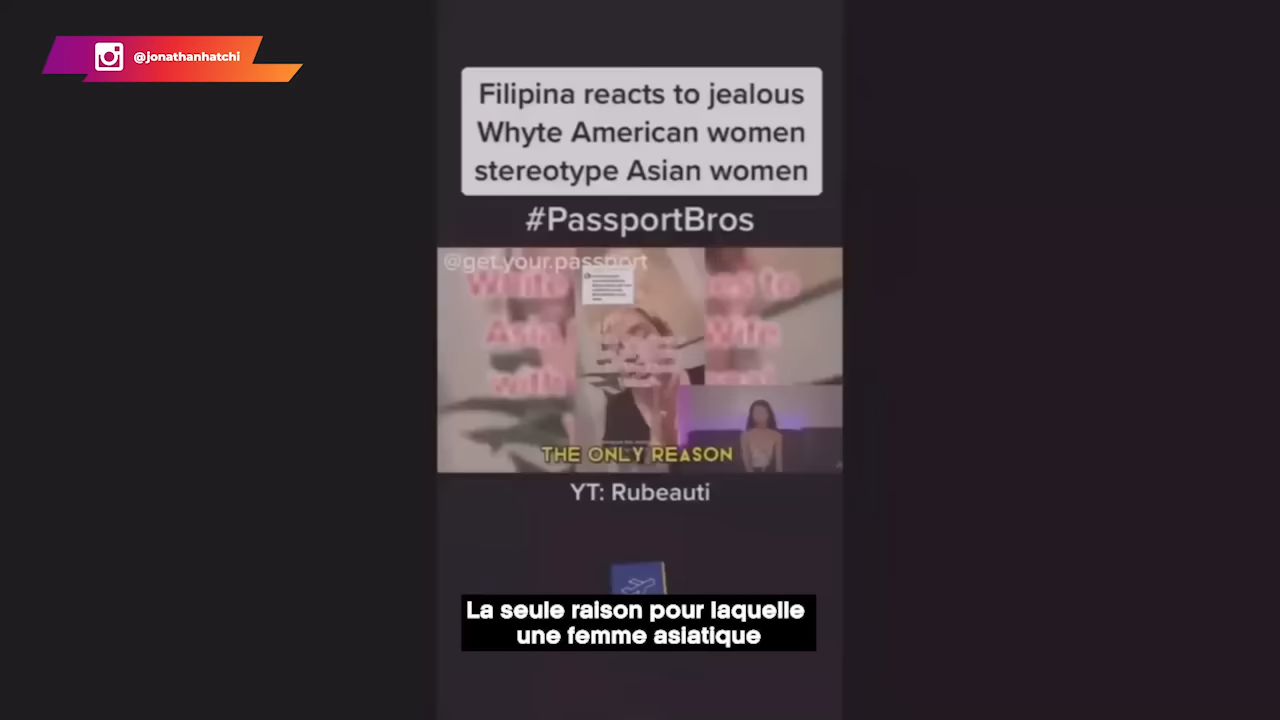 @jonathanhatchi
Filipina reacts to jealous
Whyte American women
stereotype Asian women
#PassportBros
@get.your.passport
THE ONLY REASON
YT: Rubeauti
La seule raison pour laquelle
une femme asiatique